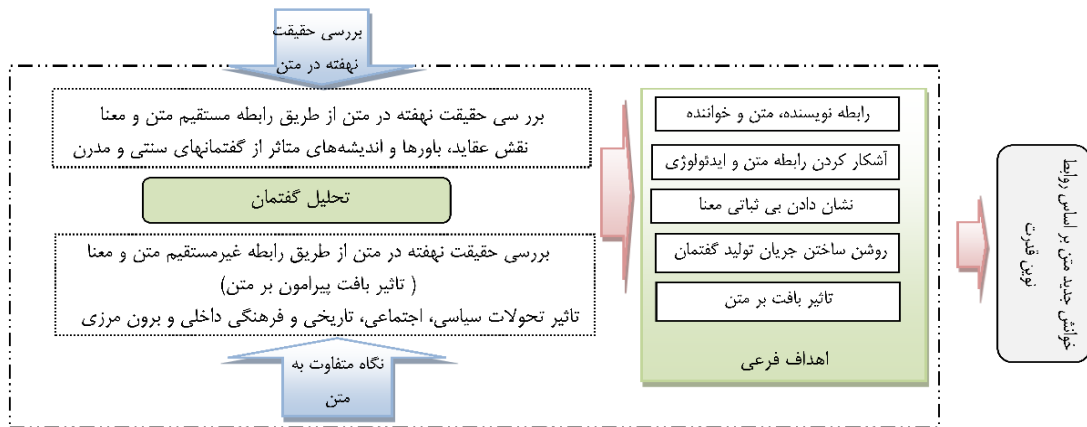 بررسی حقیقت
نهفته در متن
برر سی حقیقت نهفته در متن از طریق رابطه مستقیم متن و معنا
نقش عقاید، باورها و اندیشه‌های متاثر از گفتمانهای سنتی و مدرن
تحلیل گفتمان
بررسی حقیقت نهفته در متن از طریق رابطه غیرمستقیم متن و معنا
( تاثیر بافت پیرامون بر متن)
تاثیر تحولات سیاسی، اجتماعی، تاریخی و فرهنگی داخلی و برون مرزی
نگاه متفاوت به
متن
رابطه نویسنده، متن و خواننده
آشکار کردن رابطه متن و ایدئولوژی
نشان دادن بی ثباتی معنا
روشن ساختن جریان تولید گفتمان
تاثیر بافت بر متن
اهداف فرعی
خوانش جدید متن بر اساس روابط
نوین قدرت